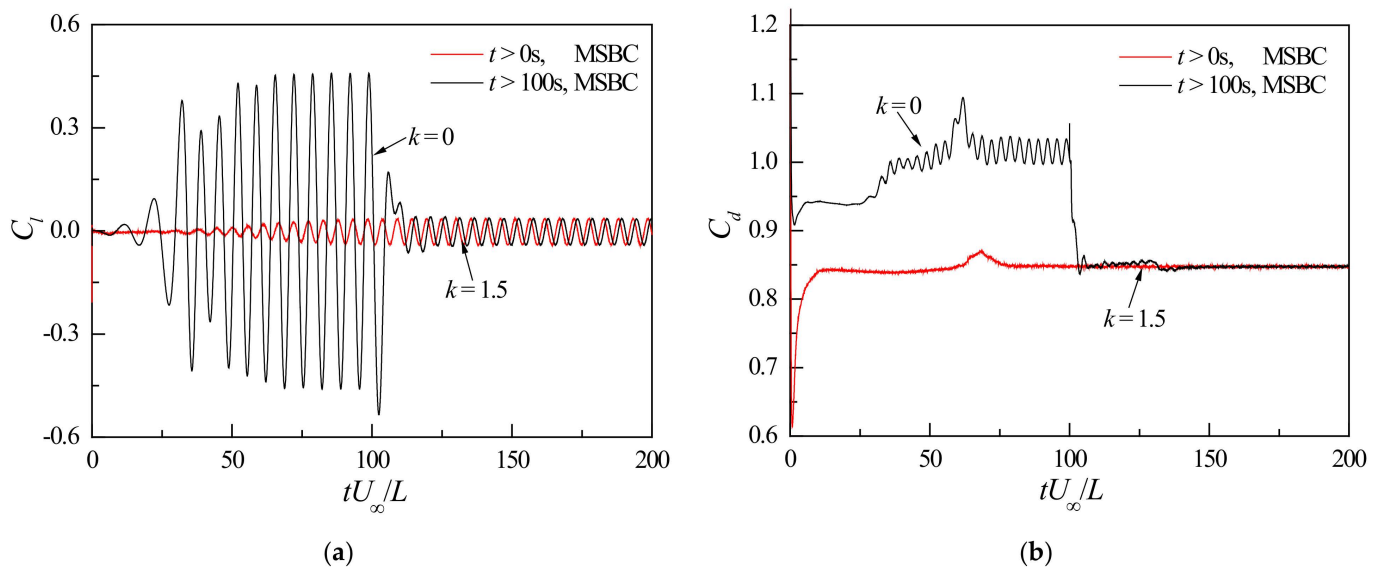 0.6
0.3
0.0
-0.3
-0.6
C_l
t > 0s, MSBC
t > 100s, MSBC
k = 0
k = 1.5
0 50 100 150 200
tU_∞/L
(a)
1.2
1.1
1.0
0.9
0.8
0.7
0.6
C_d
t > 0s, MSBC
t > 100s, MSBC
k = 0
k = 1.5
0 50 100 150 200
tU_∞/L
(b)